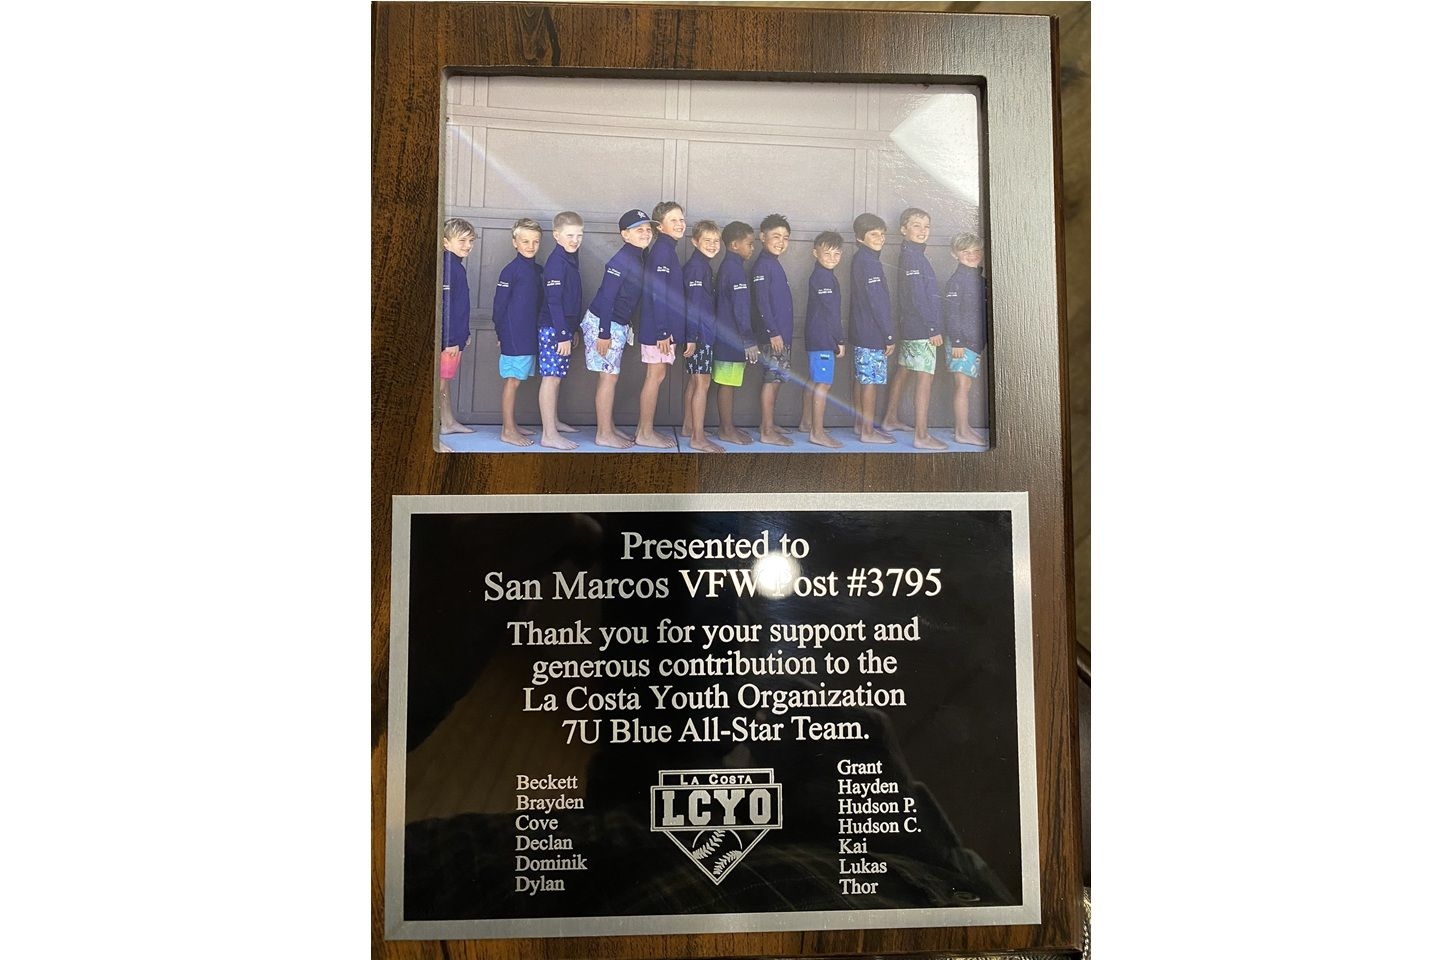 Presented to
San Marcos VFW Post #3795
Thank you for your support and
generous contribution to the
La Costa Youth Organization
7U Blue All-Star Team.
Beckett
Brayden
Cove
Declan
Dominik
Dylan
LA COSTA
LCYO
Grant
Hayden
Hudson P.
Hudson C.
Kai
Lukas
Thor